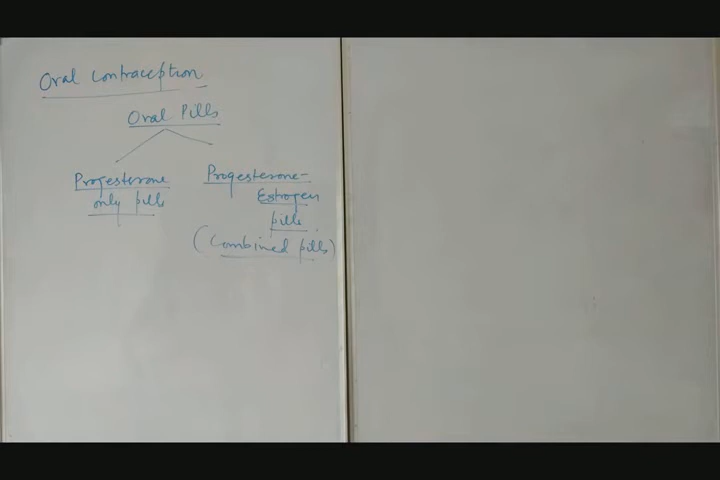 Oral Contraception
Oral Pills
Progesterone
only pills
Progesterone-
Estrogen
pills
(Combined pills)